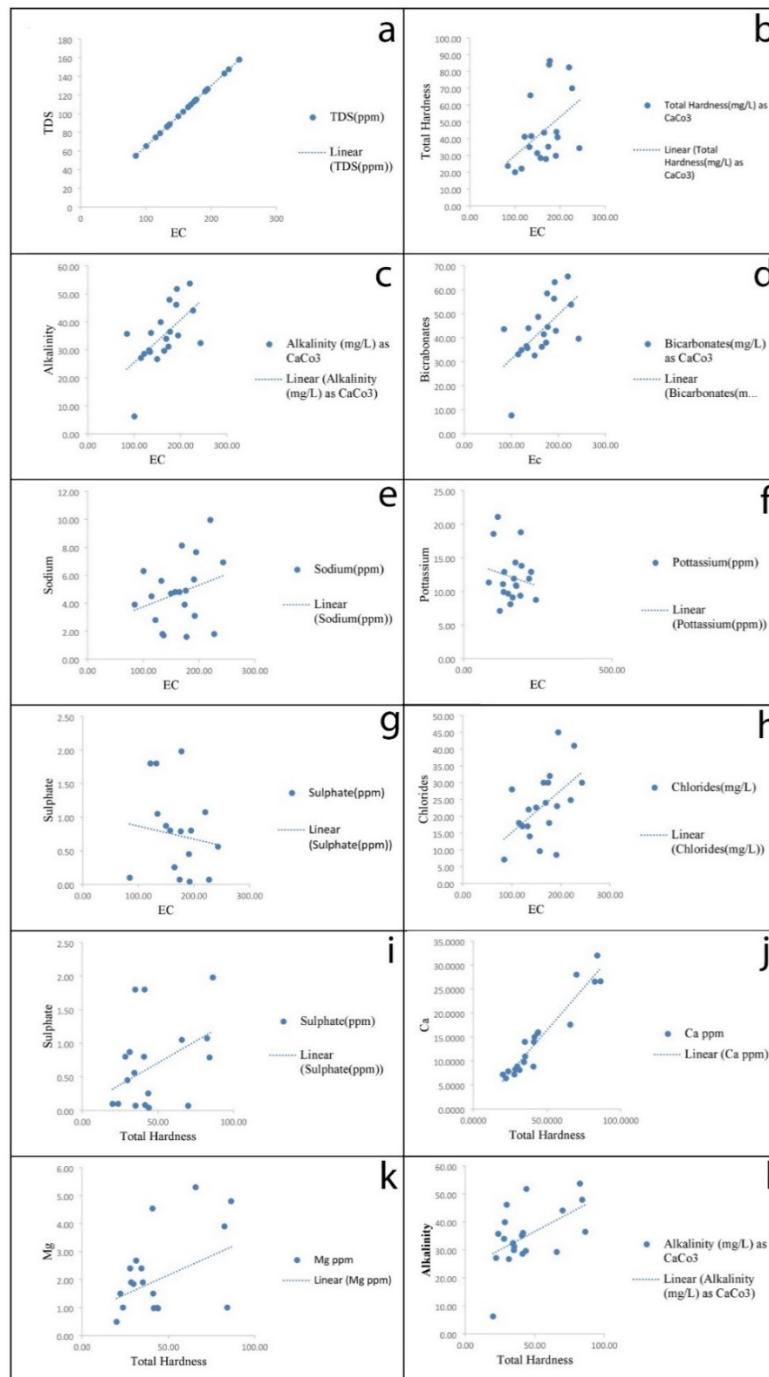 a
180
160
140
120
100
80
60
40
20
0
0 100 200 300
TDS
EC
TDS(ppm)
Linear
(TDS(ppm))
b
100.00
90.00
80.00
70.00
60.00
50.00
40.00
30.00
20.00
10.00
0.00
0.00 100.00 200.00 300.00
Total Hardness
EC
Total Hardness(mg/L) as
CaCo3
Linear (Total
Hardness(mg/L) as
CaCo3)
c
60.00
50.00
40.00
30.00
20.00
10.00
0.00
0.00 100.00 200.00 300.00
Alkalinity
EC
Alkalinity (mg/L) as
CaCo3
Linear (Alkalinity
(mg/L) as CaCo3)
d
70.00
60.00
50.00
40.00
30.00
20.00
10.00
0.00
0.00 100.00 200.00 300.00
Bicrabonates
Ec
Bicarbonates(mg/L)
as CaCo3
Linear
(Bicarbonates(m...
e
12.00
10.00
8.00
6.00
4.00
2.00
0.00
0.00 100.00 200.00 300.00
Sodium
EC
Sodium(ppm)
Linear
(Sodium(ppm))
f
25.00
20.00
15.00
10.00
5.00
0.00
0.00 500.00
Pottassium
EC
Pottassium(ppm)
Linear
(Pottassium(ppm))
g
2.50
2.00
1.50
1.00
0.50
0.00
0.00 100.00 200.00 300.00
Sulphate
EC
Sulphate(ppm)
Linear
(Sulphate(ppm))
h
50.00
45.00
40.00
35.00
30.00
25.00
20.00
15.00
10.00
5.00
0.00
0.00 100.00 200.00 300.00
Chlorides
EC
Chlorides(mg/L)
Linear
(Chlorides(mg/L))
i
2.50
2.00
1.50
1.00
0.50
0.00
0.00 50.00 100.00
Sulphate
Total Hardness
Sulphate(ppm)
Linear
(Sulphate(ppm))
j
35.0000
30.0000
25.0000
20.0000
15.0000
10.0000
5.0000
0.0000
0.0000 50.0000 100.0000
Ca
Total Hardness
Ca ppm
Linear (Ca ppm)
k
6.00
5.00
4.00
3.00
2.00
1.00
0.00
0.00 50.00 100.00
Mg
Total Hardness
Mg ppm
Linear (Mg ppm)
l
60.00
50.00
40.00
30.00
20.00
10.00
0.00
0.00 50.00 100.00
Alkalinity
Total Hardness
Alkalinity (mg/L) as
CaCo3
Linear (Alkalinity
(mg/L) as CaCo3)